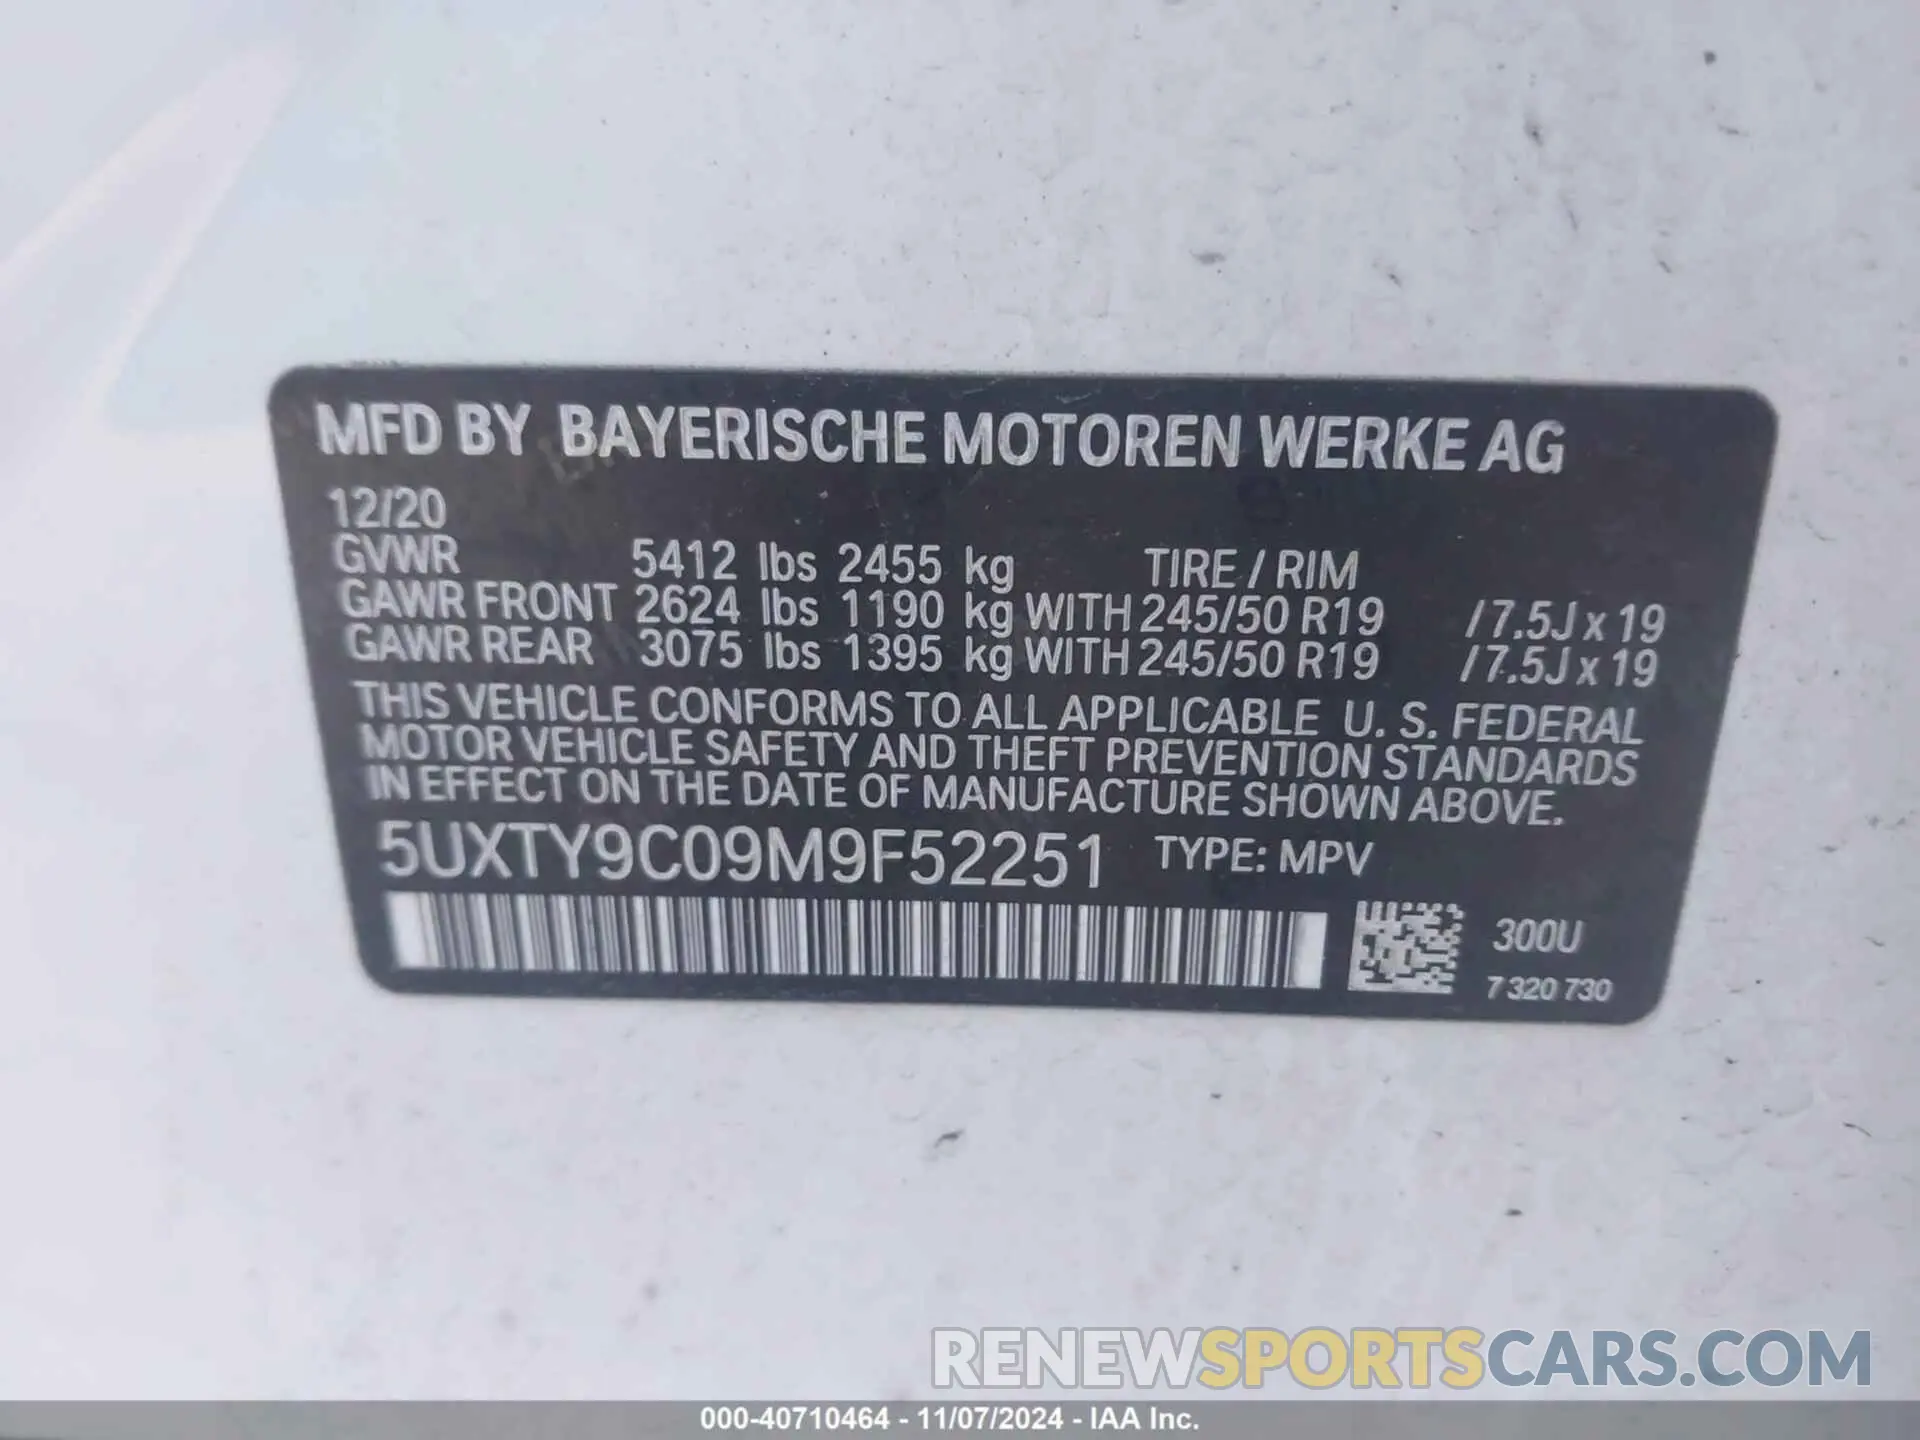 MFD BY BAYERISCHE MOTOREN WERKE AG
12/20
GVWR 5412 lbs 2455 kg TIRE / RIM
GAWR FRONT 2624 lbs 1190 kg WITH 245/50 R19 /7.5J x 19
GAWR REAR 3075 lbs 1395 kg WITH 245/50 R19 /7.5J x 19
THIS VEHICLE CONFORMS TO ALL APPLICABLE U. S. FEDERAL
MOTOR VEHICLE SAFETY AND THEFT PREVENTION STANDARDS
IN EFFECT ON THE DATE OF MANUFACTURE SHOWN ABOVE.
5UXTY9C09M9F52251 TYPE: MPV
300U
7 320 730
RENEWSPORTSCARS.COM
000-40710464 - 11/07/2024 - IAA Inc.